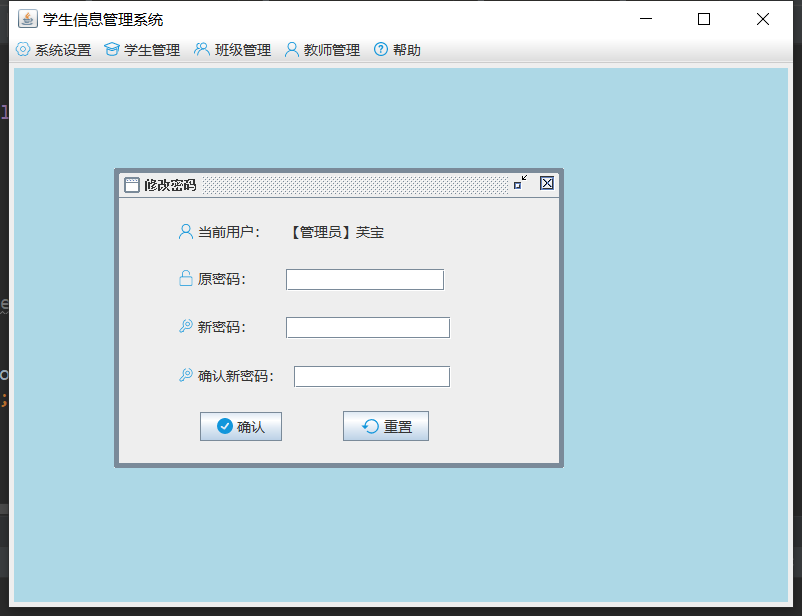 学生信息管理系统
系统设置 学生管理 班级管理 教师管理 帮助
修改密码
当前用户： 【管理员】芙宝
原密码：
新密码：
确认新密码：
确认 重置